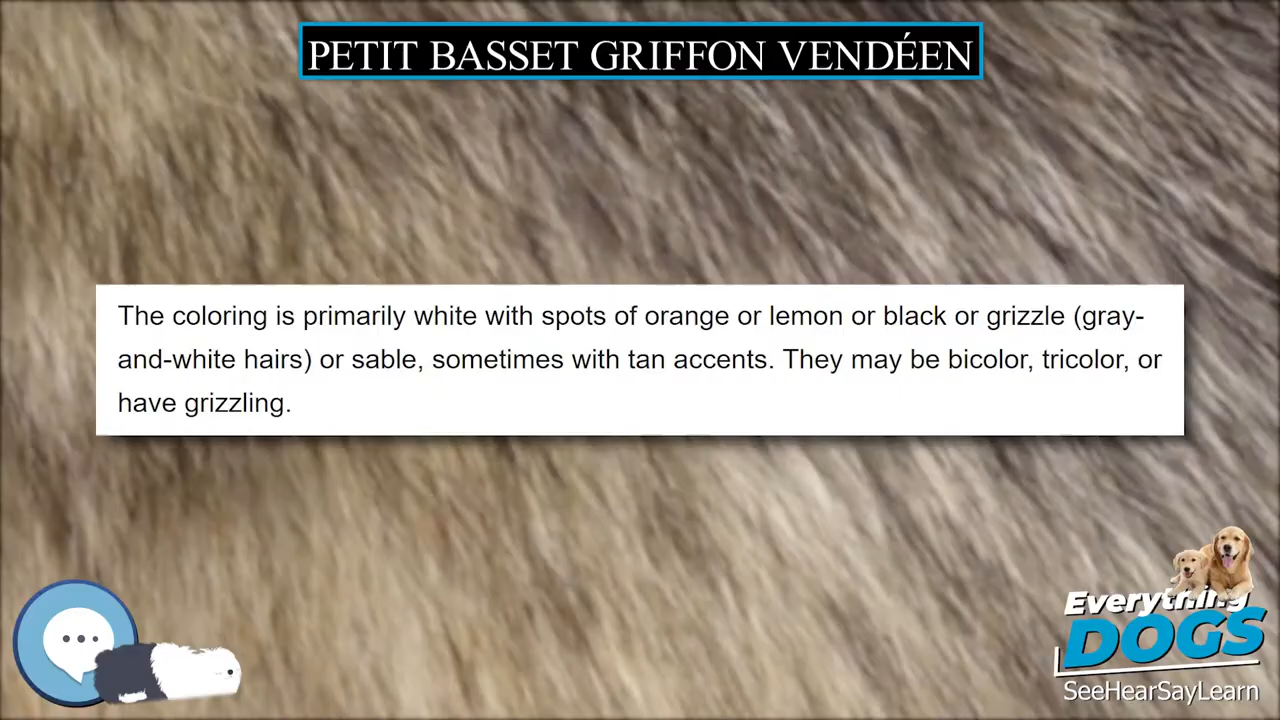 PETIT BASSET GRIFFON VENDÉEN
The coloring is primarily white with spots of orange or lemon or black or grizzle (gray-
and-white hairs) or sable, sometimes with tan accents. They may be bicolor, tricolor, or
have grizzling.
Everything
DOGS
SeeHearSayLearn